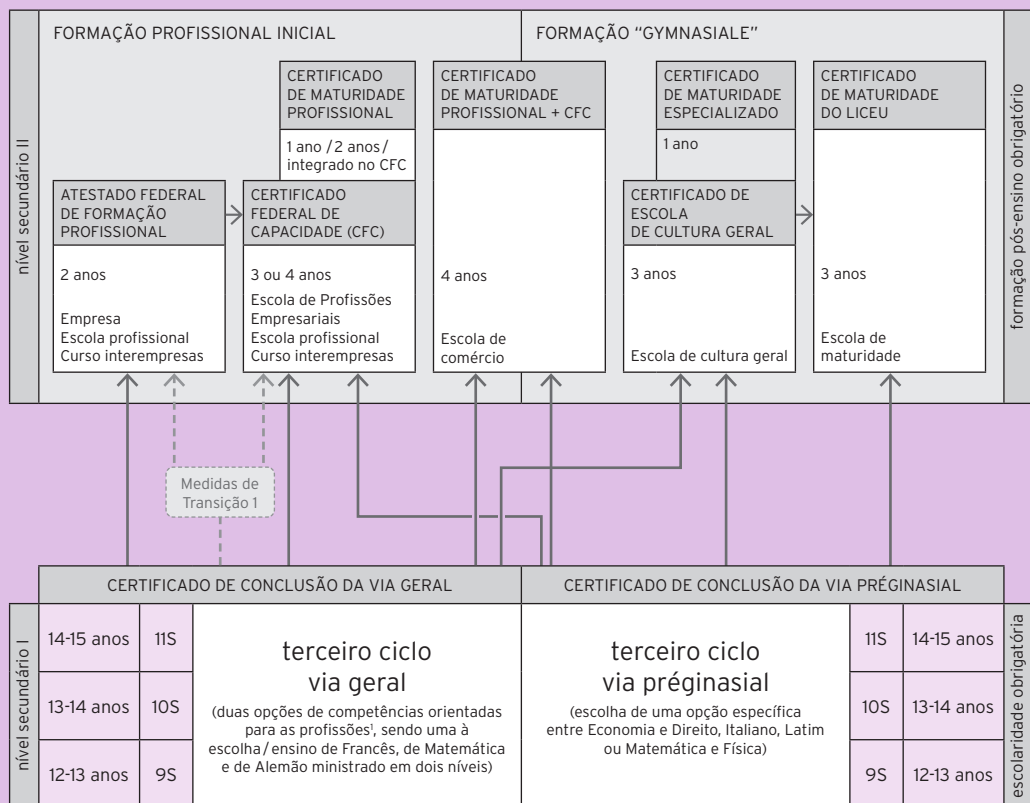 FORMAÇÃO PROFISSIONAL INICIAL
FORMAÇÃO “GYMNASIALE”
nível secundário II
formação pós-ensino obrigatório
CERTIFICADO
DE MATURIDADE
PROFISSIONAL
1 ano /2 anos/
integrado no CFC
CERTIFICADO
DE MATURIDADE
PROFISSIONAL + CFC
4 anos
Escola de
comércio
CERTIFICADO
DE MATURIDADE
ESPECIALIZADO
1 ano
CERTIFICADO
DE MATURIDADE
DO LICEU
3 anos
Escola de
maturidade
ATESTADO FEDERAL
DE FORMAÇÃO
PROFISSIONAL
2 anos
Empresa
Escola profissional
Curso interempresas
CERTIFICADO
FEDERAL DE
CAPACIDADE (CFC)
3 ou 4 anos
Escola de Profissões
Empresariais
Escola profissional
Curso interempresas
CERTIFICADO DE
ESCOLA
DE CULTURA GERAL
3 anos
Escola de cultura geral
Medidas de
Transição 1
CERTIFICADO DE CONCLUSÃO DA VIA GERAL
CERTIFICADO DE CONCLUSÃO DA VIA PRÉGINASIAL
nível secundário I
escolaridade obrigatória
14-15 anos
11S
13-14 anos
10S
12-13 anos
9S
terceiro ciclo
via geral
(duas opções de competências orientadas
para as profissões¹, sendo uma à
escolha/ensino de Francês, de Matemática
e de Alemão ministrado em dois níveis)
terceiro ciclo
via préginasial
(escolha de uma opção específica
entre Economia e Direito, Italiano, Latim
ou Matemática e Física)
11S
14-15 anos
10S
13-14 anos
9S
12-13 anos